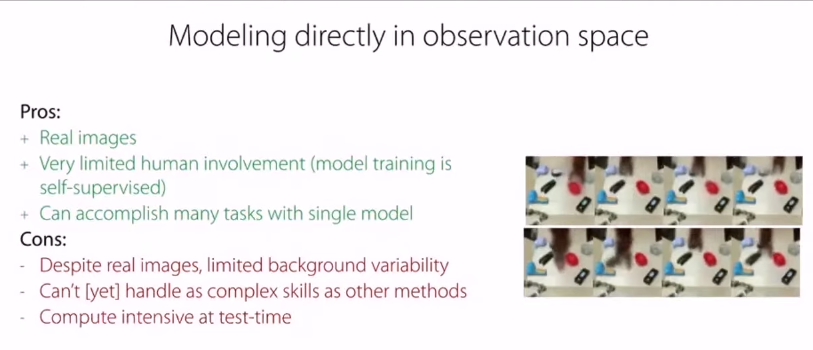 Modeling directly in observation space
Pros:
+ Real images
+ Very limited human involvement (model training is
self-supervised)
+ Can accomplish many tasks with single model
Cons:
- Despite real images, limited background variability
- Can't [yet] handle as complex skills as other methods
- Compute intensive at test-time